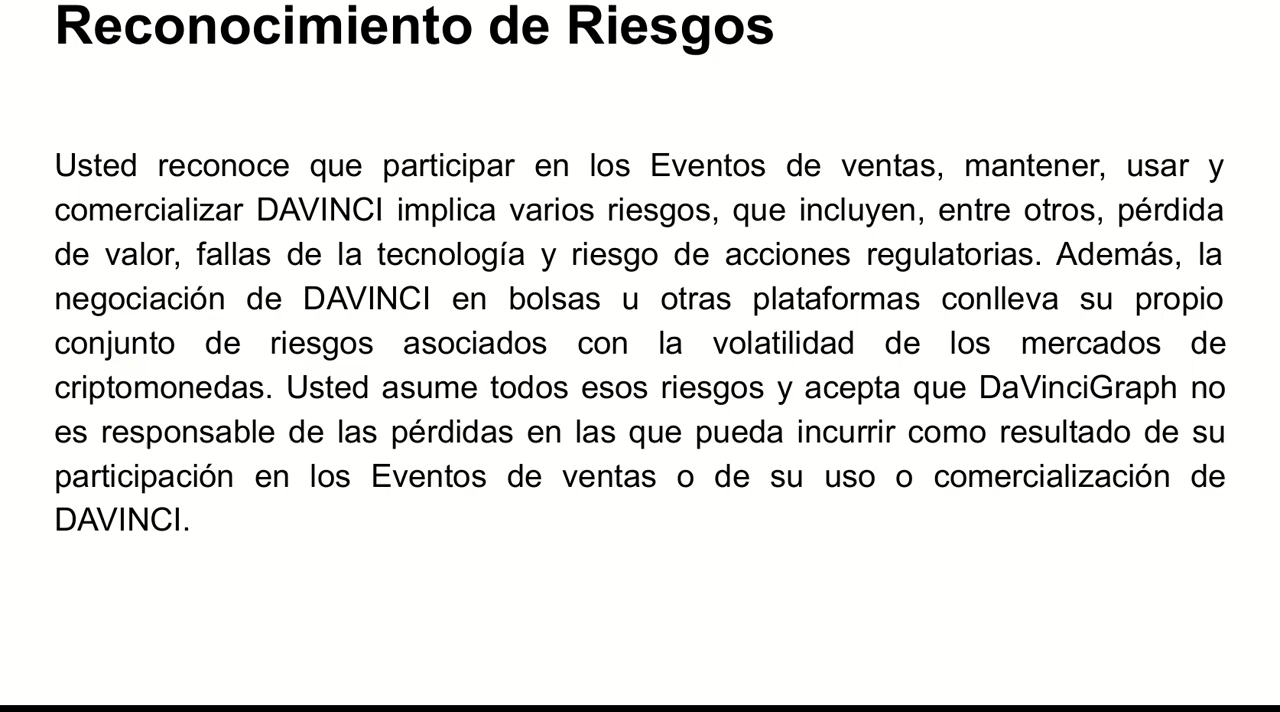 Reconocimiento de Riesgos
Usted reconoce que participar en los Eventos de ventas, mantener, usar y
comercializar DAVINCI implica varios riesgos, que incluyen, entre otros, pérdida
de valor, fallas de la tecnología y riesgo de acciones regulatorias. Además, la
negociación de DAVINCI en bolsas u otras plataformas conlleva su propio
conjunto de riesgos asociados con la volatilidad de los mercados de
criptomonedas. Usted asume todos esos riesgos y acepta que DaVinciGraph no
es responsable de las pérdidas en las que pueda incurrir como resultado de su
participación en los Eventos de ventas o de su uso o comercialización de
DAVINCI.